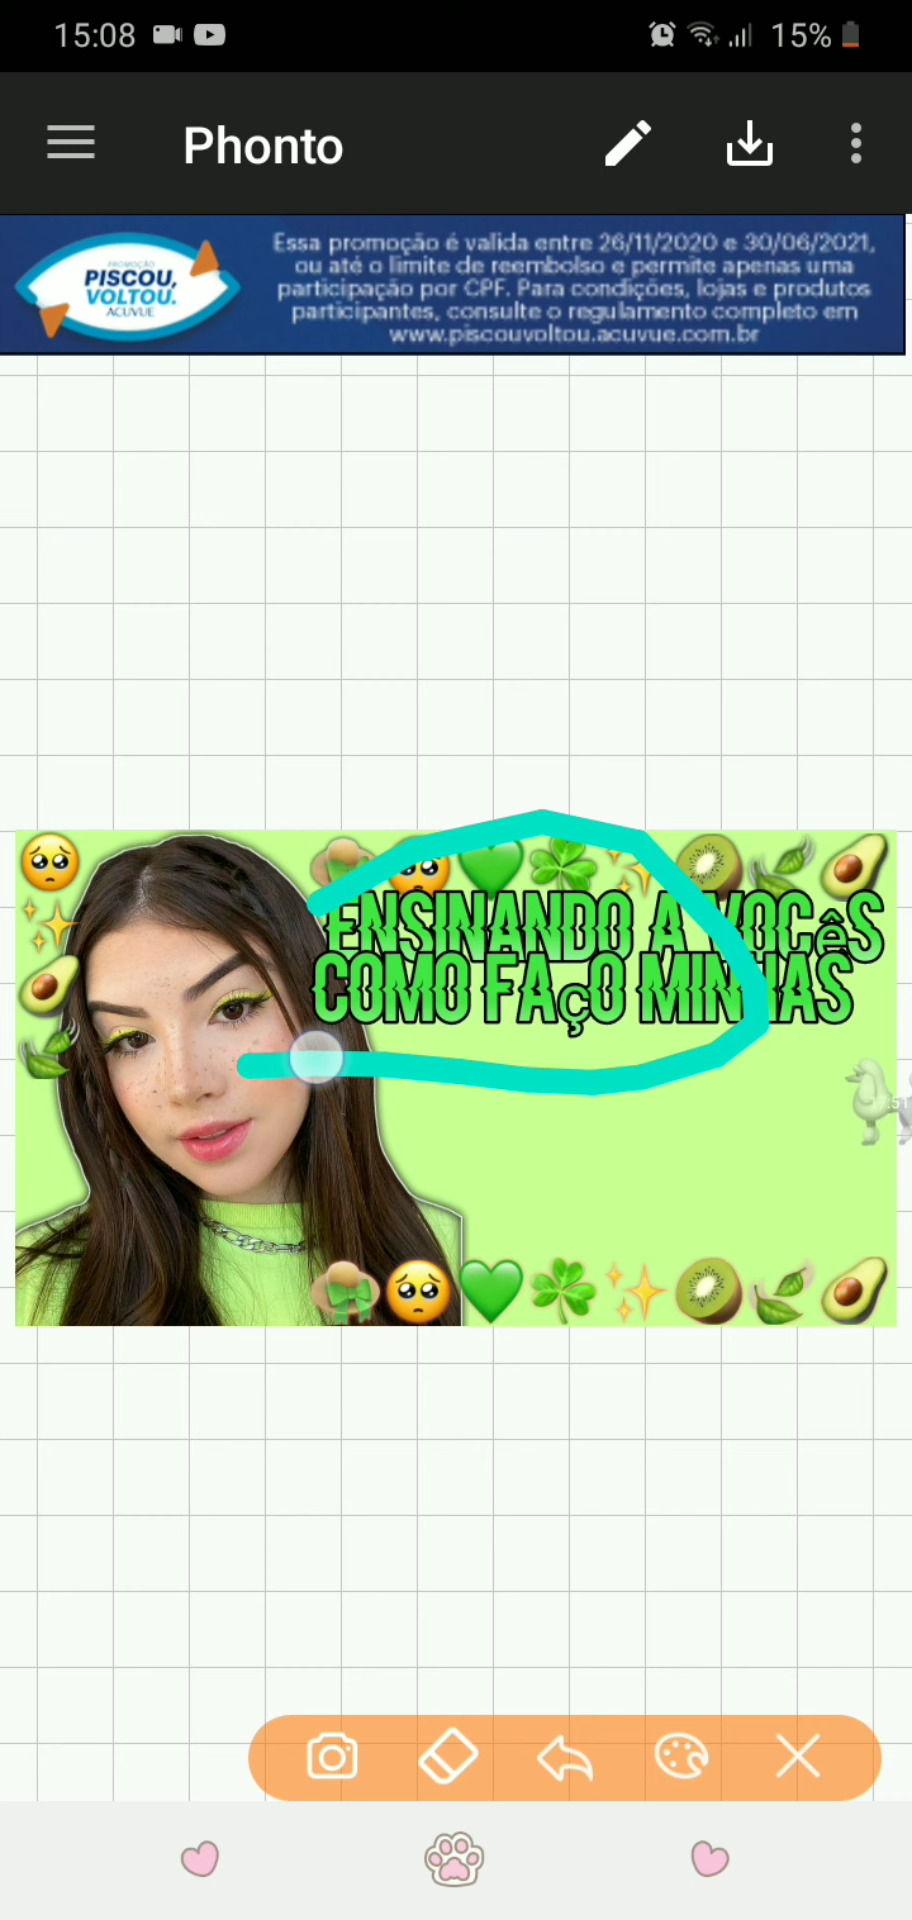 15:08
15%
Phonto
PROMOÇÃO
PISCOU,
VOLTOU.
ACUVUE
Essa promoção é valida entre 26/11/2020 e 30/06/2021,
ou até o limite de reembolso e permite apenas uma
participação por CPF. Para condições, lojas e produtos
participantes, consulte o regulamento completo em
www.piscouvoltou.acuvue.com.br
ENSINANDO A VOCêS
COMO FAçO MINHAS